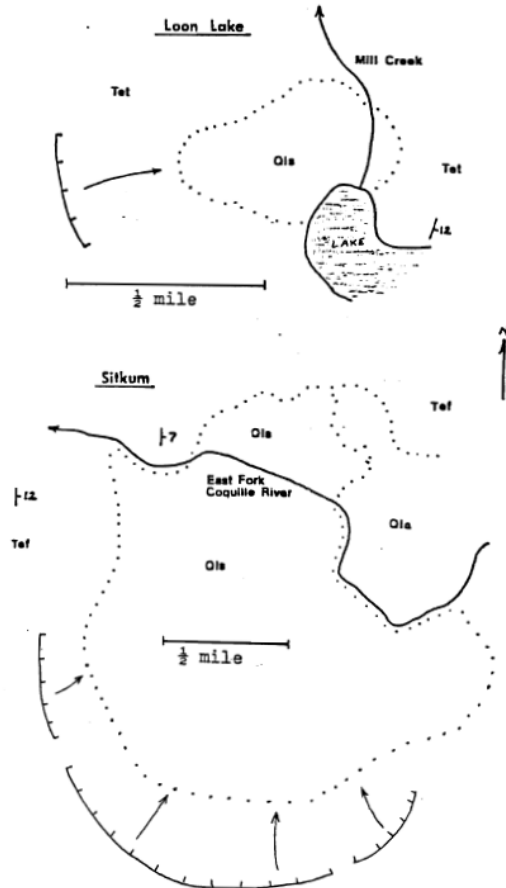 Loon Lake
Mill Creek
Tet
Qls
Tet
12
LAKE
1/2 mile
N
Sitkum
Tef
Qls
7
East Fork
Coquille River
12
Qla
Tef
Qls
1/2 mile